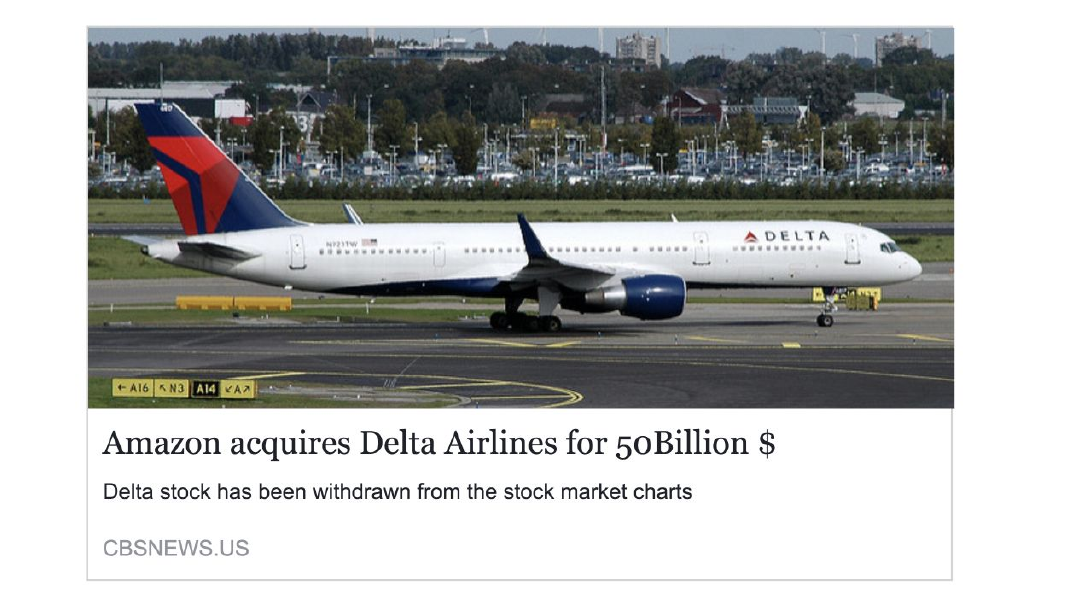 N721TW
DELTA
←A16 ↖N3 A14 ↙A↗
Amazon acquires Delta Airlines for 50Billion $
Delta stock has been withdrawn from the stock market charts
CBSNEWS.US